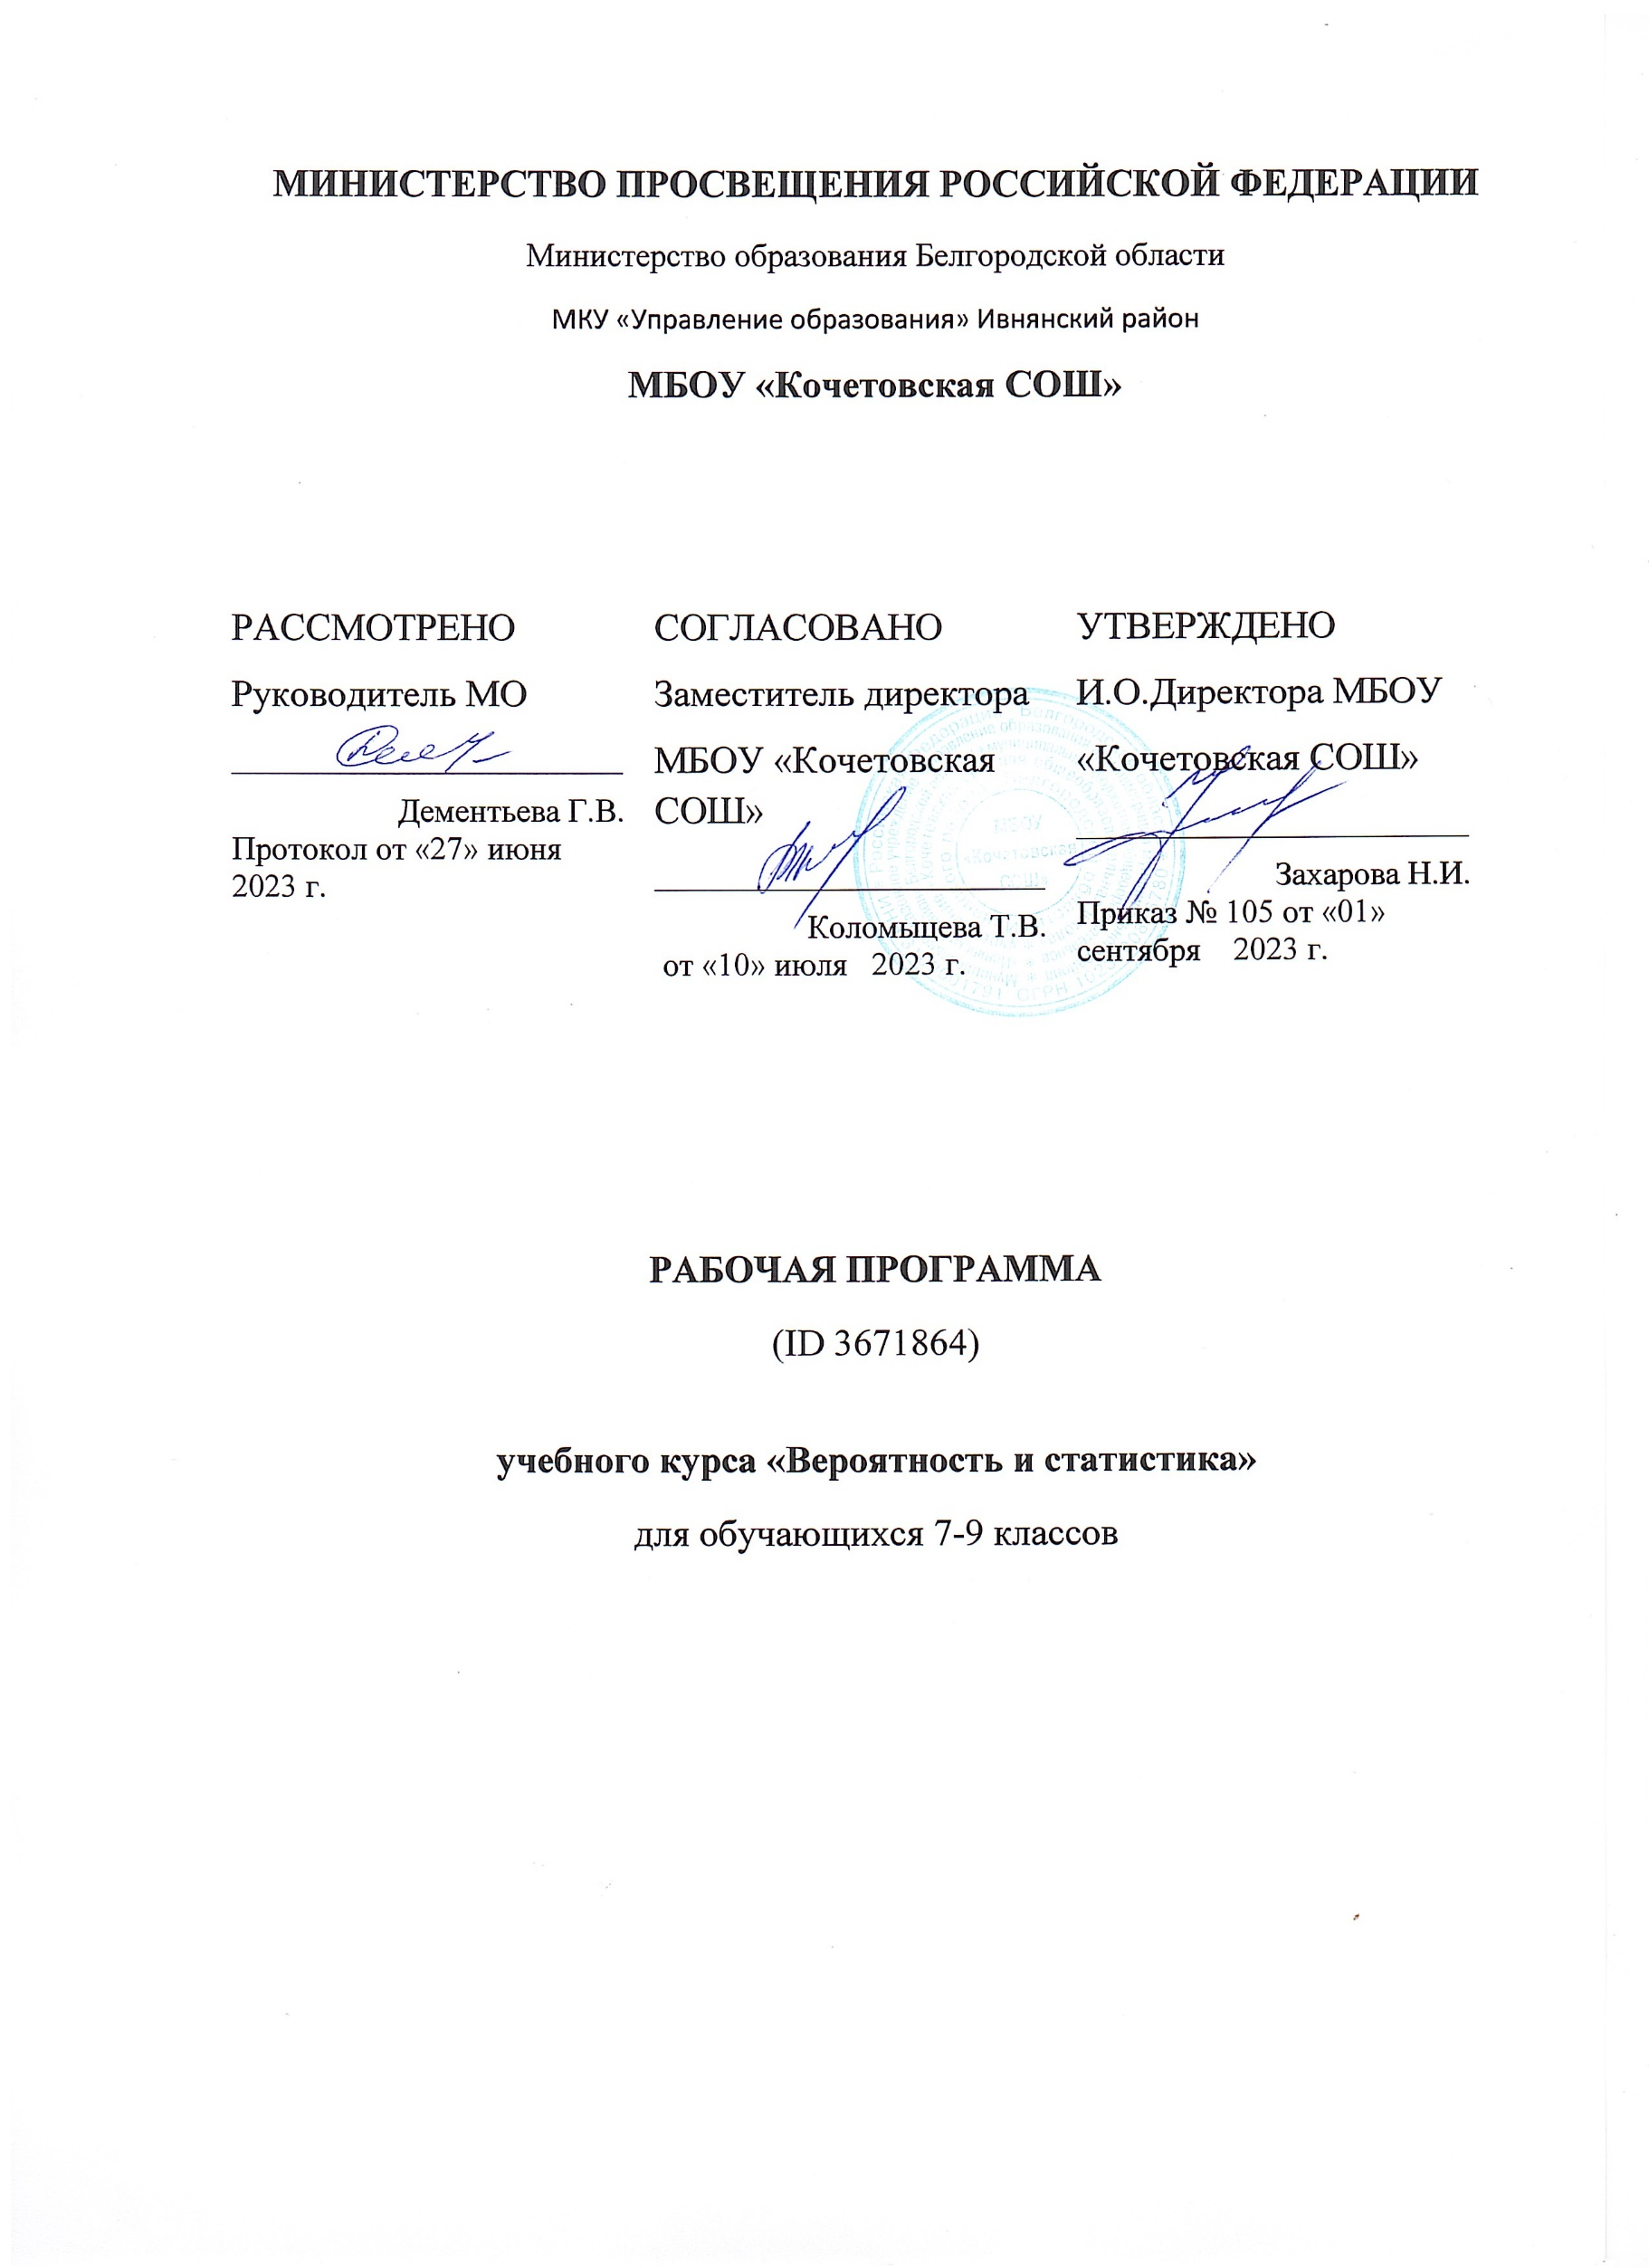 МИНИСТЕРСТВО ПРОСВЕЩЕНИЯ РОССИЙСКОЙ ФЕДЕРАЦИИ
Министерство образования Белгородской области
МКУ «Управление образования» Ивнянский район
МБОУ «Кочетовская СОШ»
РАССМОТРЕНО
Руководитель МО
Дементьева Г.В.
Протокол от «27» июня
2023 г.
СОГЛАСОВАНО
Заместитель директора
МБОУ «Кочетовская
СОШ»
Коломыцева Т.В.
от «10» июля 2023 г.
УТВЕРЖДЕНО
И.О.Директора МБОУ
«Кочетовская СОШ»
Захарова Н.И.
Приказ № 105 от «01»
сентября 2023 г.
МБОУ
«Кочетовская
СОШ»
РАБОЧАЯ ПРОГРАММА
(ID 3671864)
учебного курса «Вероятность и статистика»
для обучающихся 7-9 классов